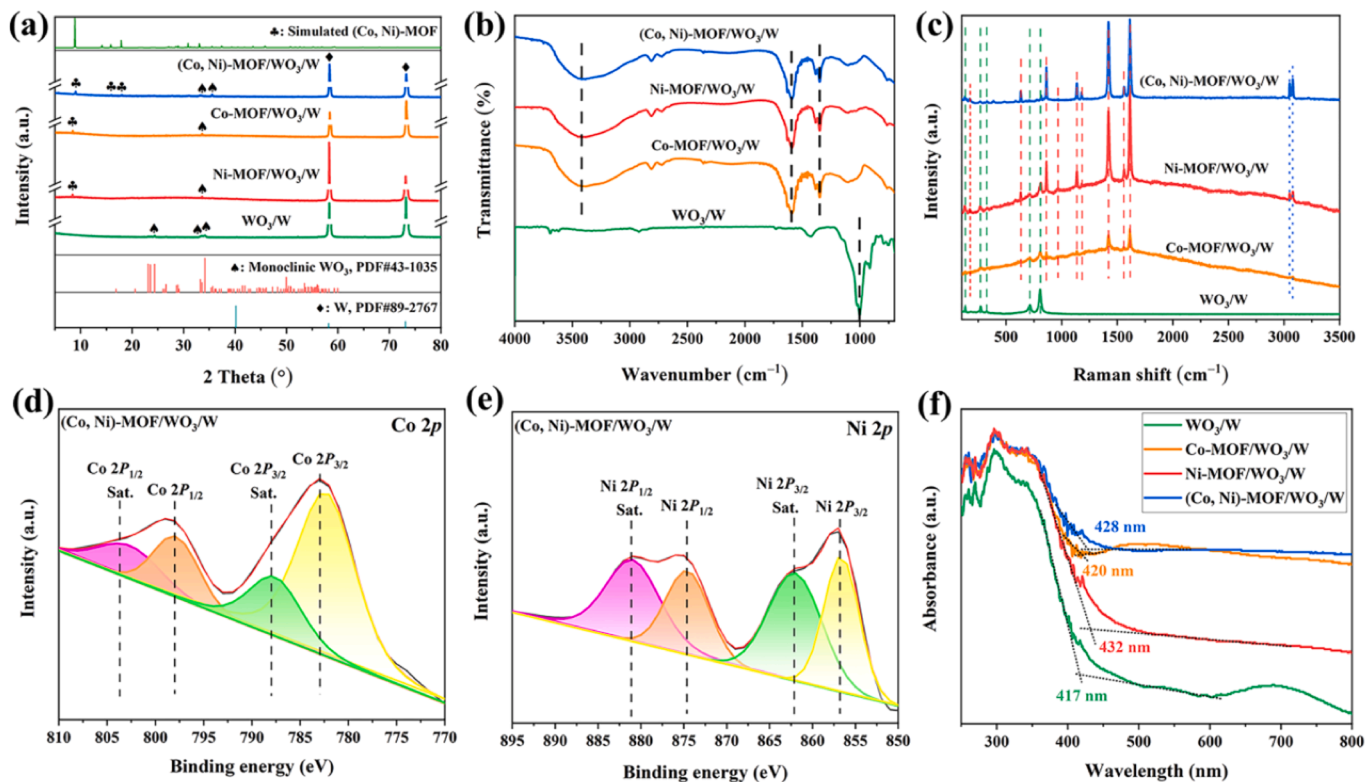 (a)
♣: Simulated (Co, Ni)-MOF
(Co, Ni)-MOF/WO₃/W
Co-MOF/WO₃/W
Ni-MOF/WO₃/W
WO₃/W
♠: Monoclinic WO₃, PDF#43-1035
♦: W, PDF#89-2767
Intensity (a.u.)
5 10 20 30 40 50 60 70 80
2 Theta (°)
(b)
(Co, Ni)-MOF/WO₃/W
Ni-MOF/WO₃/W
Co-MOF/WO₃/W
WO₃/W
Transmittance (%)
4000 3500 3000 2500 2000 1500 1000
Wavenumber (cm⁻¹)
(c)
(Co, Ni)-MOF/WO₃/W
Ni-MOF/WO₃/W
Co-MOF/WO₃/W
WO₃/W
Intensity (a.u.)
500 1000 1500 2000 2500 3000 3500
Raman shift (cm⁻¹)
(d)
(Co, Ni)-MOF/WO₃/W
Co 2p
Co 2P₁/₂
Sat.
Co 2P₁/₂
Co 2P₃/₂
Sat.
Co 2P₃/₂
Intensity (a.u.)
810 805 800 795 790 785 780 775 770
Binding energy (eV)
(e)
(Co, Ni)-MOF/WO₃/W
Ni 2p
Ni 2P₁/₂
Sat.
Ni 2P₁/₂
Ni 2P₃/₂
Sat.
Ni 2P₃/₂
Intensity (a.u.)
895 890 885 880 875 870 865 860 855 850
Binding energy (eV)
(f)
WO₃/W
Co-MOF/WO₃/W
Ni-MOF/WO₃/W
(Co, Ni)-MOF/WO₃/W
428 nm
420 nm
432 nm
417 nm
Absorbance (a.u.)
300 400 500 600 700 800
Wavelength (nm)